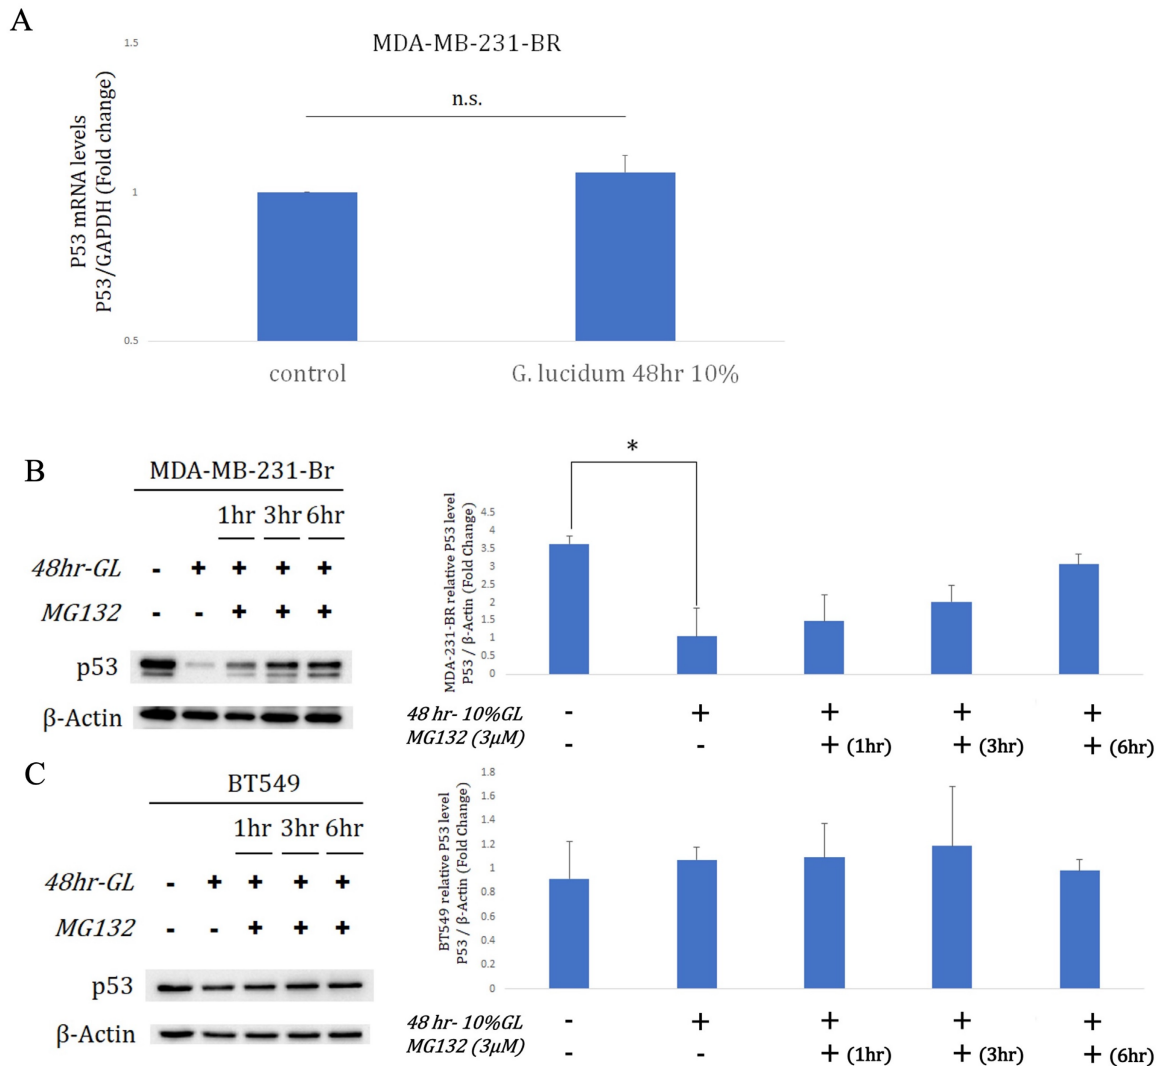 A
MDA-MB-231-BR
n.s.
P53 mRNA levels
P53/GAPDH (Fold change)
1.5
1
0.5
control
G. lucidum 48hr 10%
B
MDA-MB-231-Br
1hr 3hr 6hr
48hr-GL - + + + +
MG132 - - + + +
p53
β-Actin
*
MDA-231-BR relative P53 level
P53 / β-Actin (Fold Change)
4.5
4
3.5
3
2.5
2
1.5
1
0.5
0
48 hr- 10%GL - + + + +
MG132 (3μM) - - + (1hr) + (3hr) + (6hr)
C
BT549
1hr 3hr 6hr
48hr-GL - + + + +
MG132 - - + + +
p53
β-Actin
BT549 relative P53 level
P53 / β-Actin (Fold Change)
1.8
1.6
1.4
1.2
1
0.8
0.6
0.4
0.2
0
48 hr- 10%GL - + + + +
MG132 (3μM) - - + (1hr) + (3hr) + (6hr)